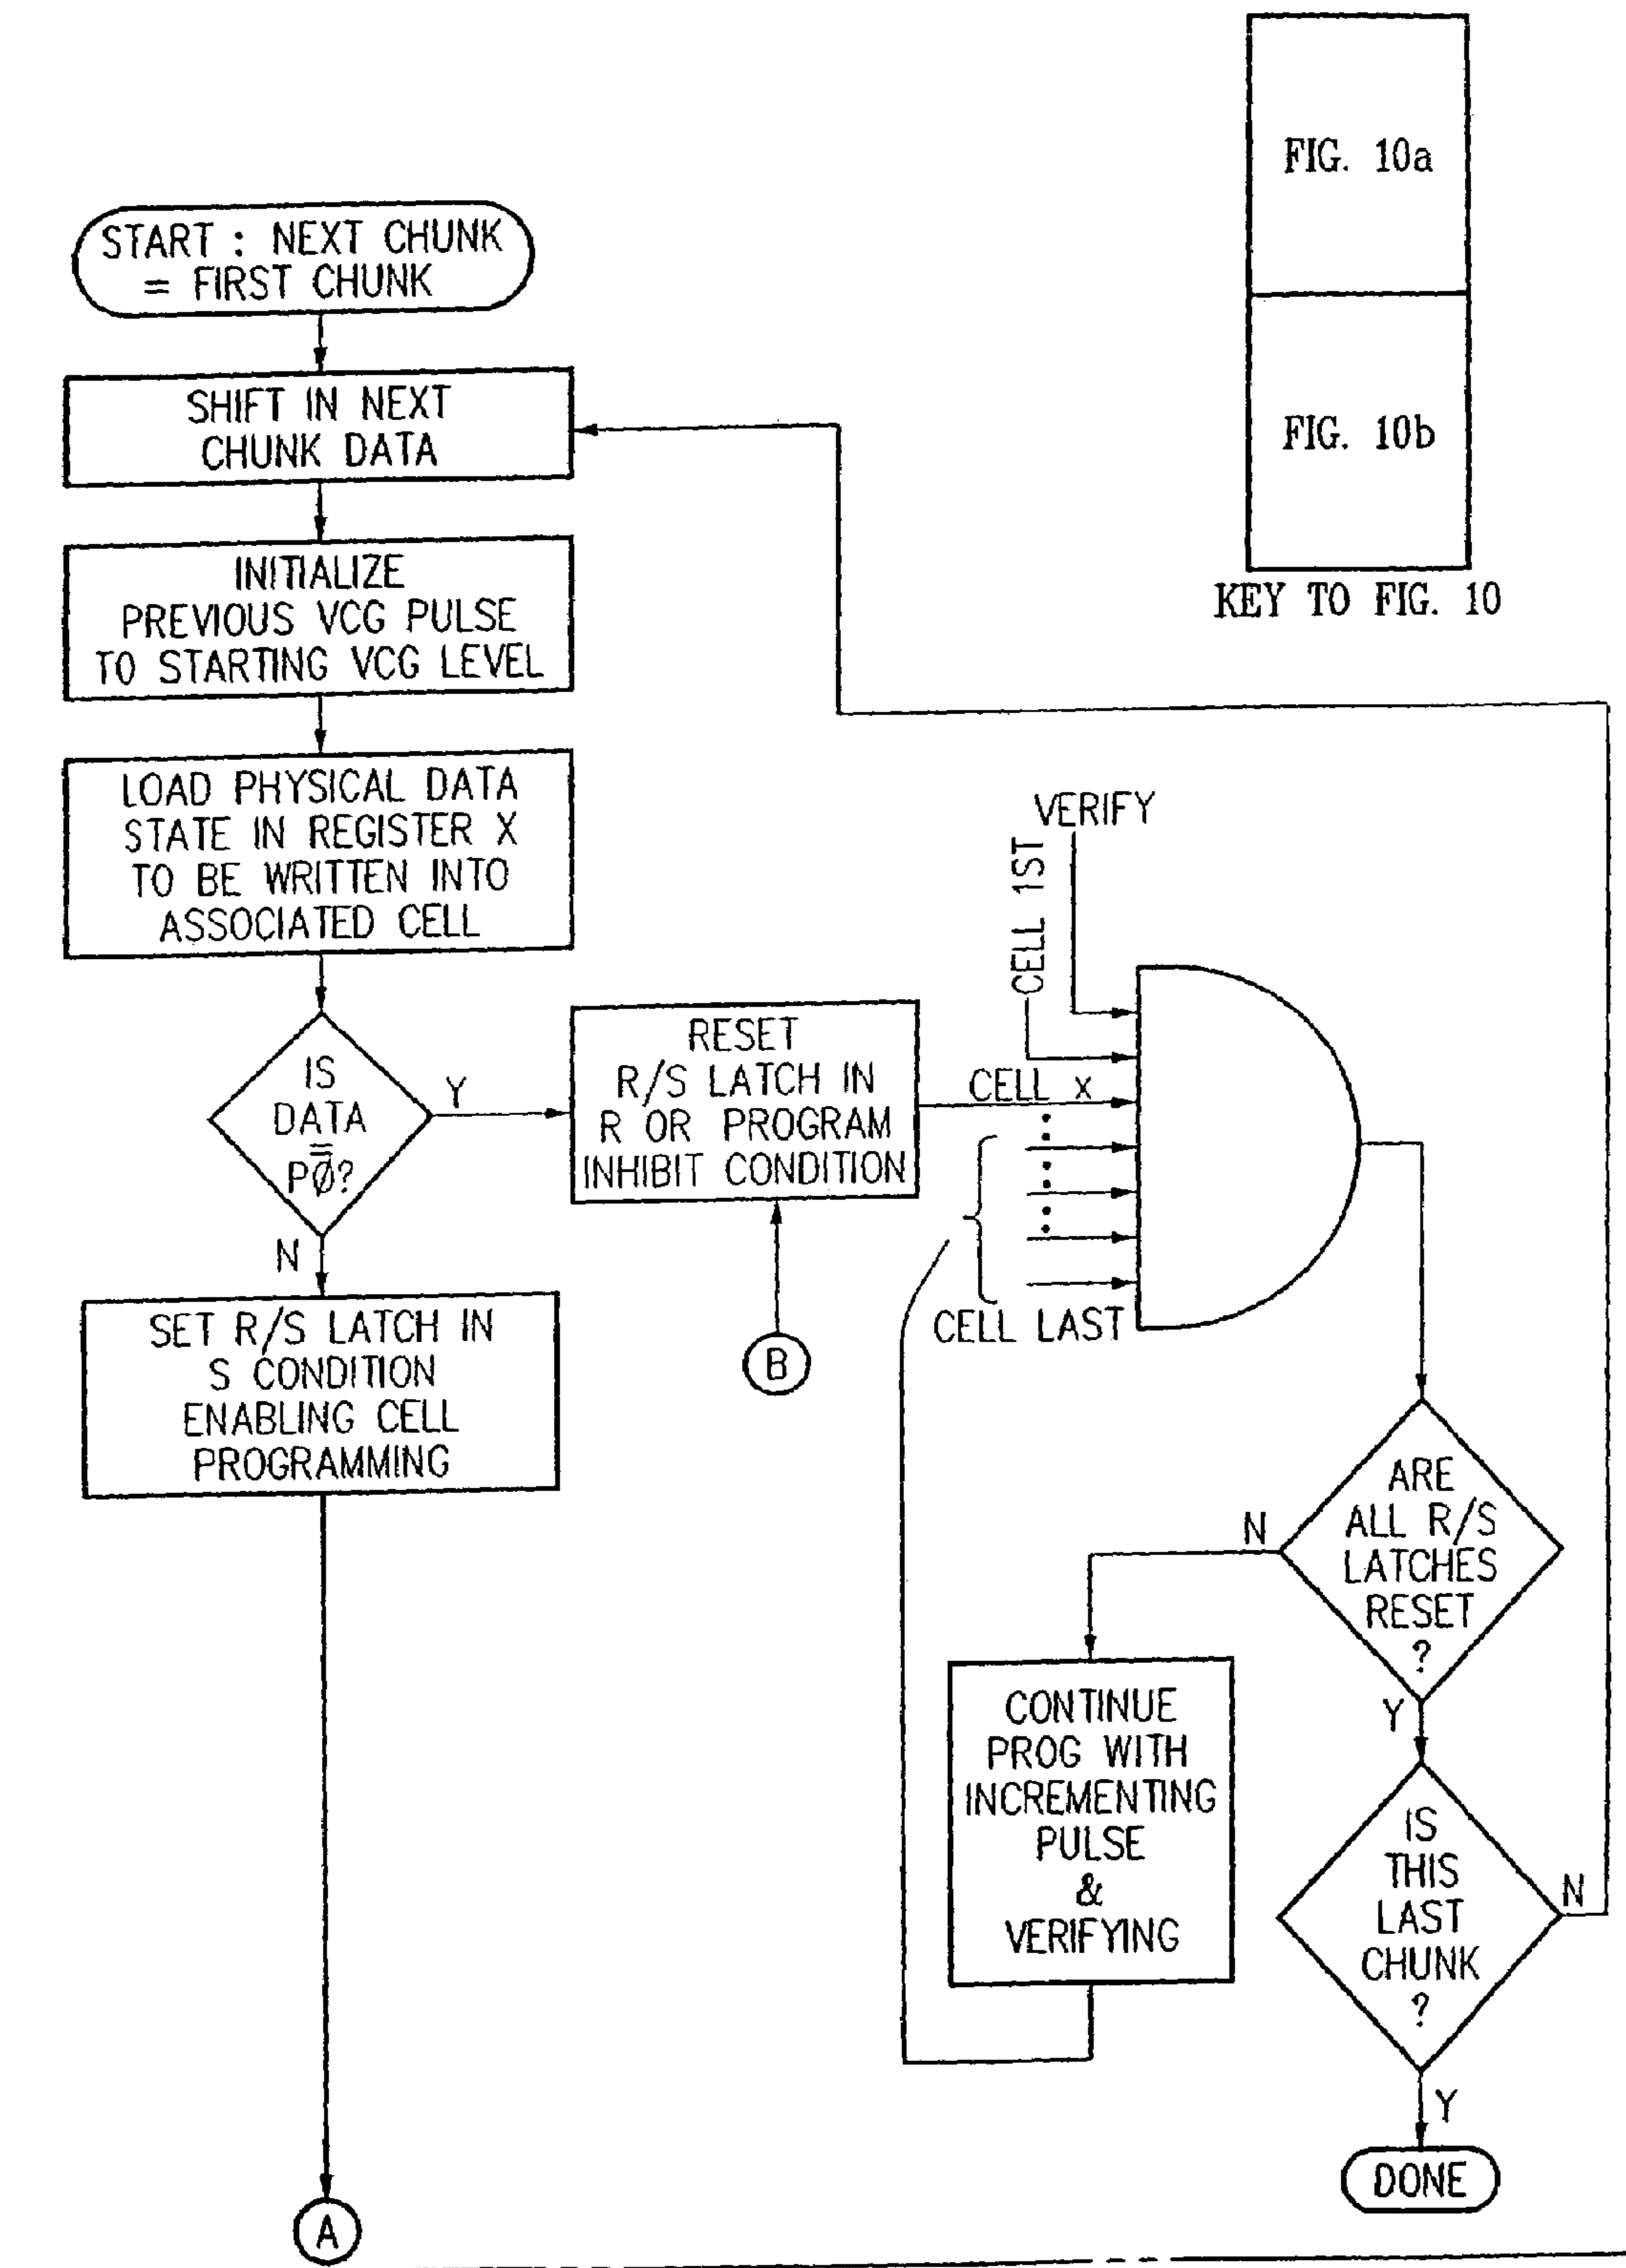 FIG. 10a
FIG. 10b
KEY TO FIG. 10
START : NEXT CHUNK
= FIRST CHUNK
SHIFT IN NEXT
CHUNK DATA
INITIALIZE
PREVIOUS VCG PULSE
TO STARTING VCG LEVEL
LOAD PHYSICAL DATA
STATE IN REGISTER X
TO BE WRITTEN INTO
ASSOCIATED CELL
IS
DATA
=
PØ?
Y
N
RESET
R/S LATCH IN
R OR PROGRAM
INHIBIT CONDITION
B
SET R/S LATCH IN
S CONDITION
ENABLING CELL
PROGRAMMING
A
VERIFY
CELL 1ST
CELL X
CELL LAST
ARE
ALL R/S
LATCHES
RESET
?
N
Y
CONTINUE
PROG WITH
INCREMENTING
PULSE
&
VERIFYING
IS
THIS
LAST
CHUNK
?
N
Y
DONE